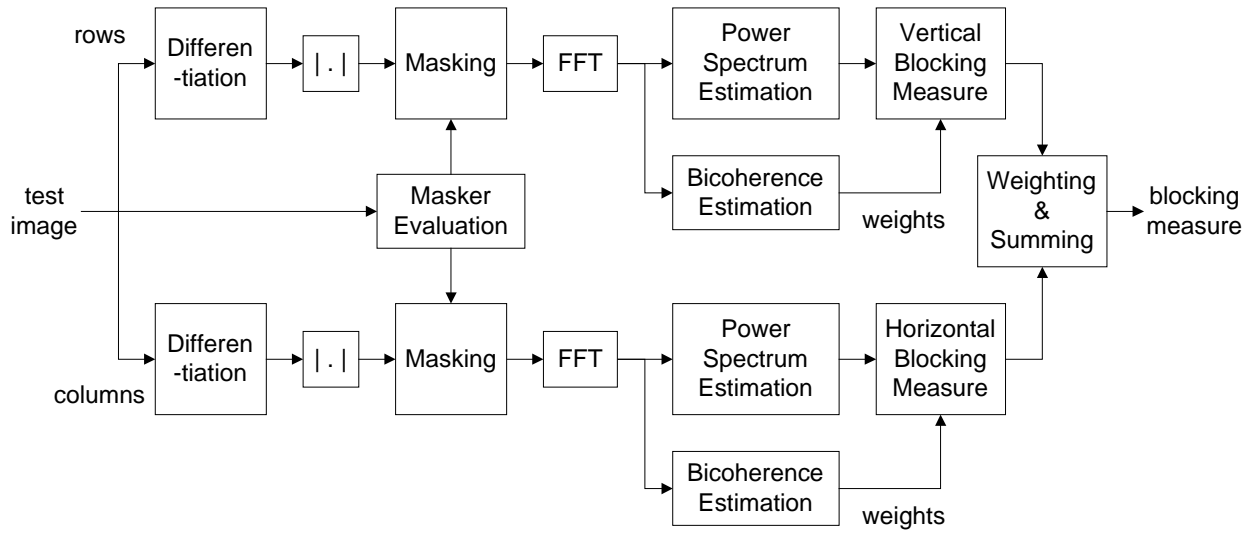 rows
Differen
-tiation
| . |
Masking
FFT
Power
Spectrum
Estimation
Vertical
Blocking
Measure
Bicoherence
Estimation
weights
test
image
Masker
Evaluation
Weighting
&
Summing
blocking
measure
columns
Differen
-tiation
| . |
Masking
FFT
Power
Spectrum
Estimation
Horizontal
Blocking
Measure
Bicoherence
Estimation
weights